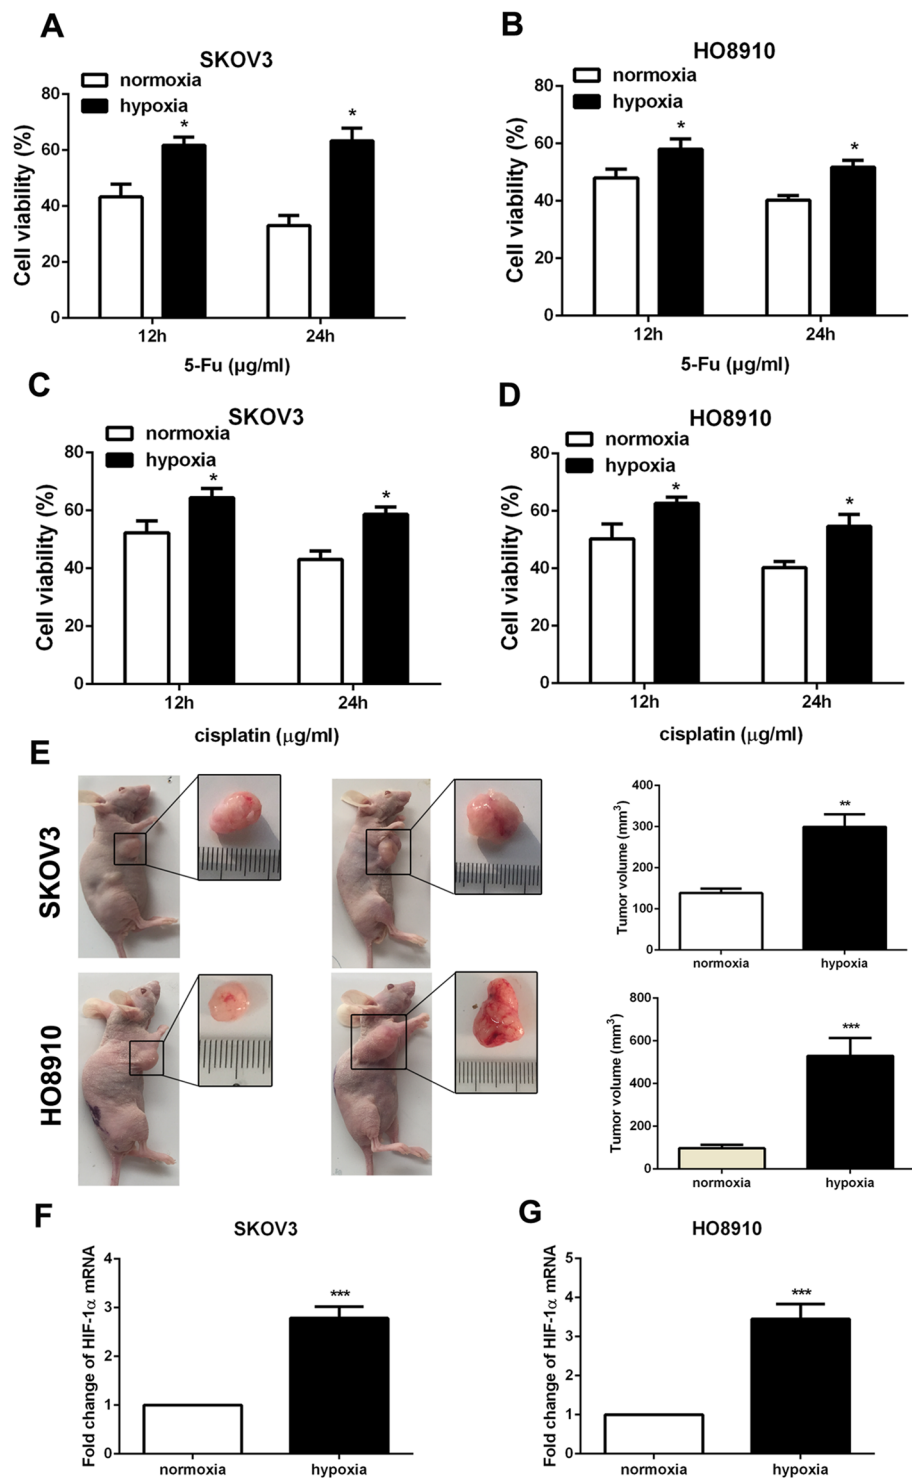 A
SKOV3
normoxia
hypoxia
Cell viability (%)
80
60
40
20
0
*
*
12h
24h
5-Fu (μg/ml)
B
HO8910
normoxia
hypoxia
Cell viability (%)
80
60
40
20
0
*
*
12h
24h
5-Fu (μg/ml)
C
SKOV3
normoxia
hypoxia
Cell viability (%)
80
60
40
20
0
*
*
12h
24h
cisplatin (μg/ml)
D
HO8910
normoxia
hypoxia
Cell viability (%)
80
60
40
20
0
*
*
12h
24h
cisplatin (μg/ml)
E
SKOV3
Tumor volume (mm³)
400
300
200
100
0
**
normoxia
hypoxia
HO8910
Tumor volume (mm³)
800
600
400
200
0
***
normoxia
hypoxia
F
SKOV3
Fold change of HIF-1α mRNA
4
3
2
1
0
***
normoxia
hypoxia
G
HO8910
Fold change of HIF-1α mRNA
5
4
3
2
1
0
***
normoxia
hypoxia